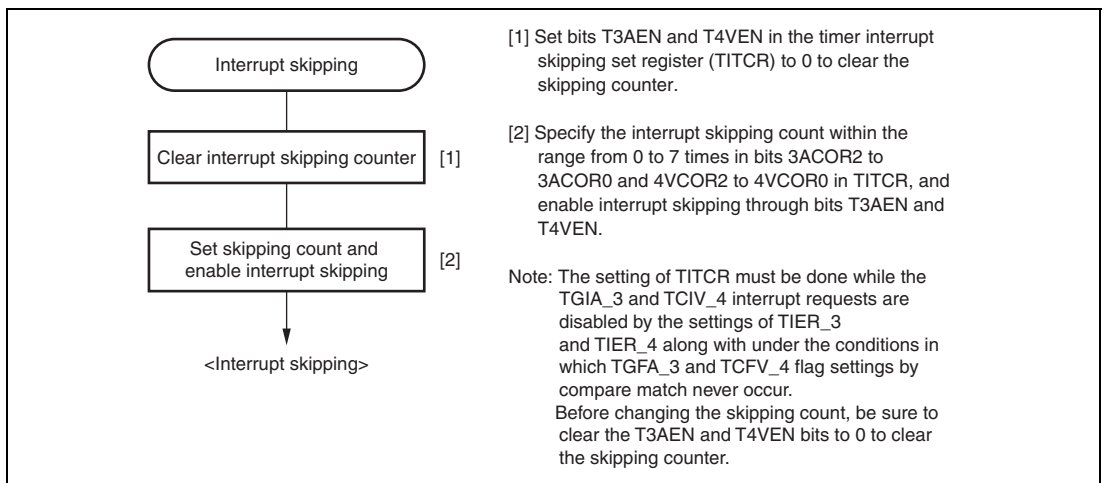 Interrupt skipping
Clear interrupt skipping counter
[1]
Set skipping count and
enable interrupt skipping
[2]
<Interrupt skipping>
[1] Set bits T3AEN and T4VEN in the timer interrupt
skipping set register (TITCR) to 0 to clear the
skipping counter.
[2] Specify the interrupt skipping count within the
range from 0 to 7 times in bits 3ACOR2 to
3ACOR0 and 4VCOR2 to 4VCOR0 in TITCR, and
enable interrupt skipping through bits T3AEN and
T4VEN.
Note: The setting of TITCR must be done while the
TGIA_3 and TCIV_4 interrupt requests are
disabled by the settings of TIER_3
and TIER_4 along with under the conditions in
which TGFA_3 and TCFV_4 flag settings by
compare match never occur.
Before changing the skipping count, be sure to
clear the T3AEN and T4VEN bits to 0 to clear
the skipping counter.